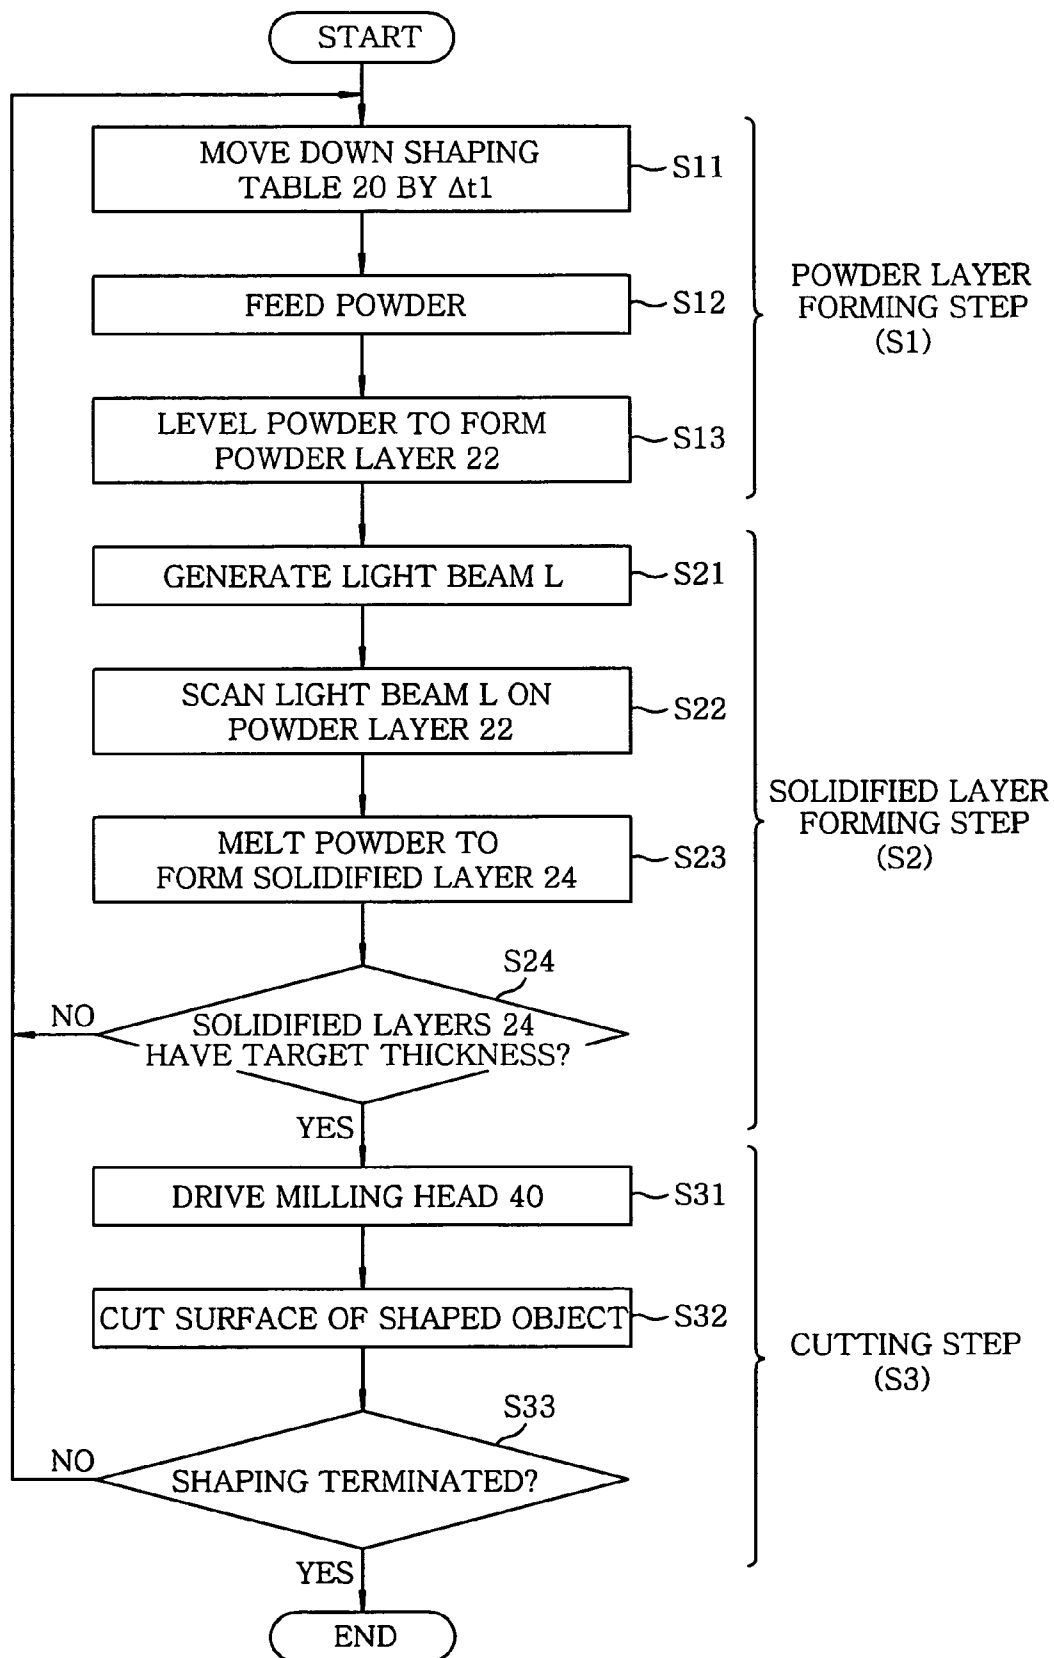 START
MOVE DOWN SHAPING
TABLE 20 BY Δt1
S11
FEED POWDER
S12
LEVEL POWDER TO FORM
POWDER LAYER 22
S13
POWDER LAYER
FORMING STEP
(S1)
GENERATE LIGHT BEAM L
S21
SCAN LIGHT BEAM L ON
POWDER LAYER 22
S22
MELT POWDER TO
FORM SOLIDIFIED LAYER 24
S23
SOLIDIFIED LAYER
FORMING STEP
(S2)
S24
NO
SOLIDIFIED LAYERS 24
HAVE TARGET THICKNESS?
YES
DRIVE MILLING HEAD 40
S31
CUT SURFACE OF SHAPED OBJECT
S32
CUTTING STEP
(S3)
S33
NO
SHAPING TERMINATED?
YES
END